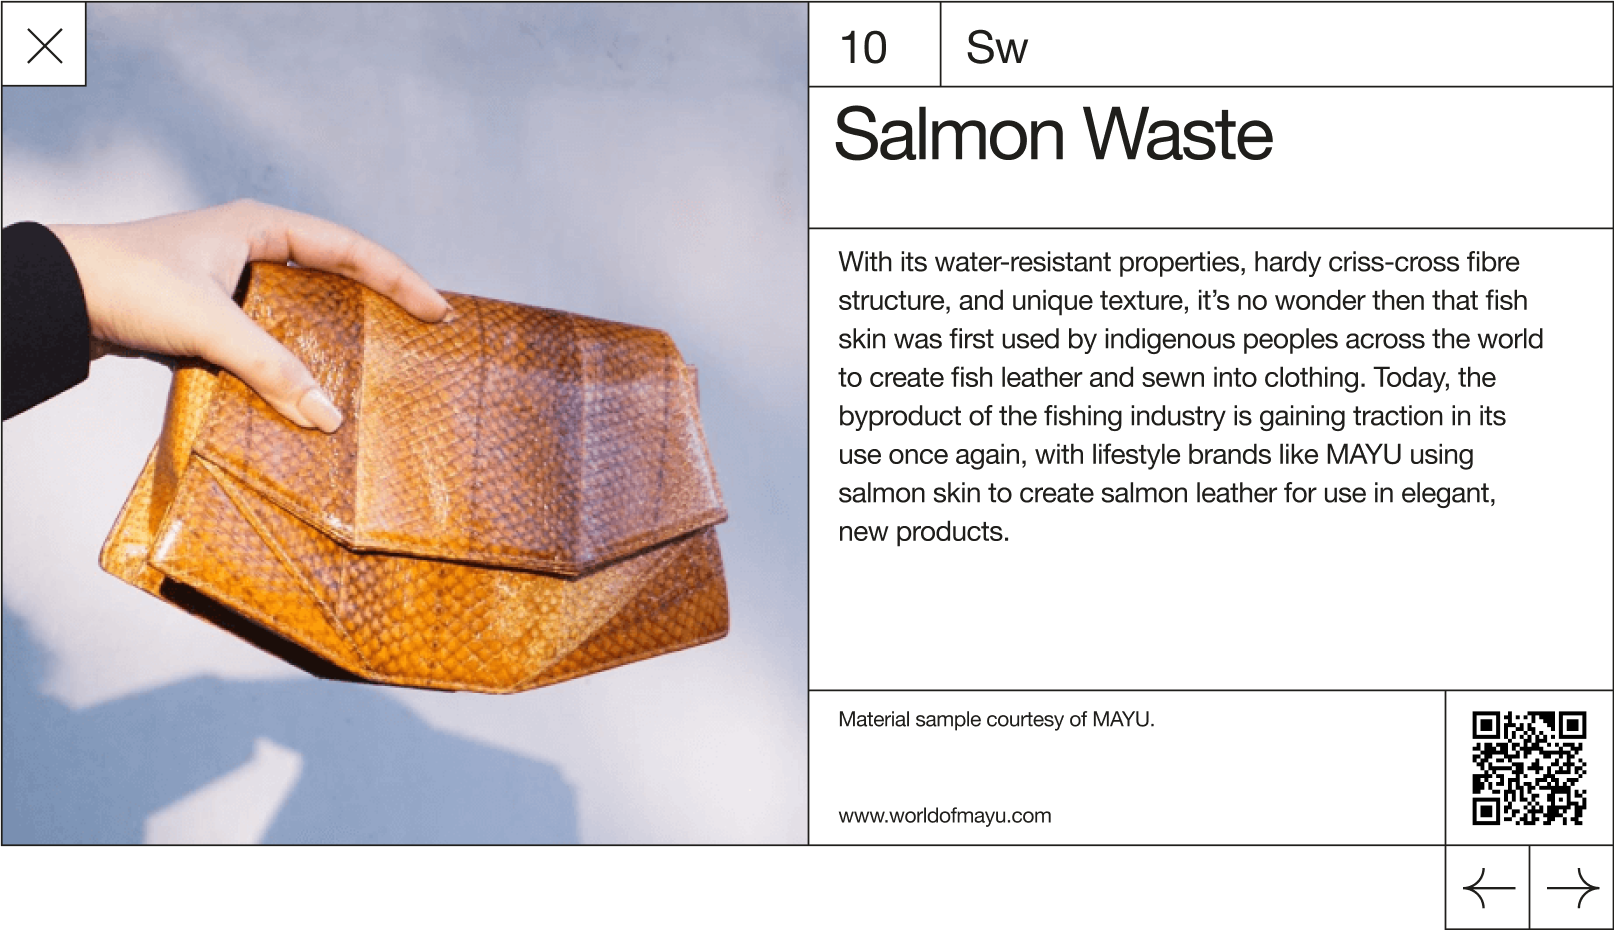 10
Sw
Salmon Waste
With its water-resistant properties, hardy criss-cross fibre
structure, and unique texture, it’s no wonder then that fish
skin was first used by indigenous peoples across the world
to create fish leather and sewn into clothing. Today, the
byproduct of the fishing industry is gaining traction in its
use once again, with lifestyle brands like MAYU using
salmon skin to create salmon leather for use in elegant,
new products.
Material sample courtesy of MAYU.
www.worldofmayu.com